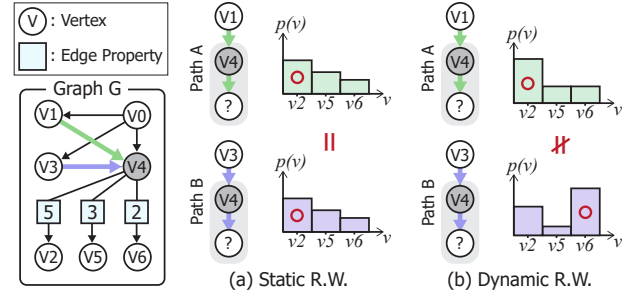 V : Vertex
: Edge Property
Graph G
V1
V0
V3
V4
5
3
2
V2
V5
V6
Path A
V1
V4
?
p(v)
v2 v5 v6 v
Path B
V3
V4
?
p(v)
v2 v5 v6 v
(a) Static R.W.
Path A
V1
V4
?
p(v)
v2 v5 v6 v
Path B
V3
V4
?
p(v)
v2 v5 v6 v
(b) Dynamic R.W.